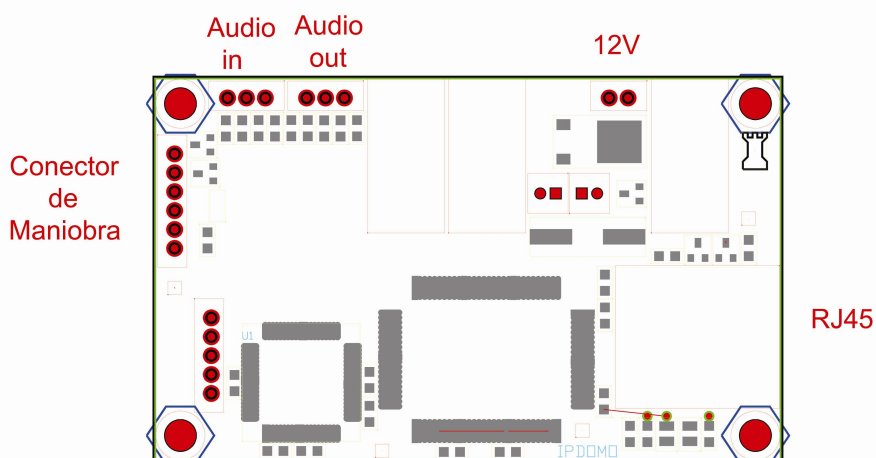 Audio
in
Audio
out
12V
Conector
de
Maniobra
RJ45
U1
IPDOMO